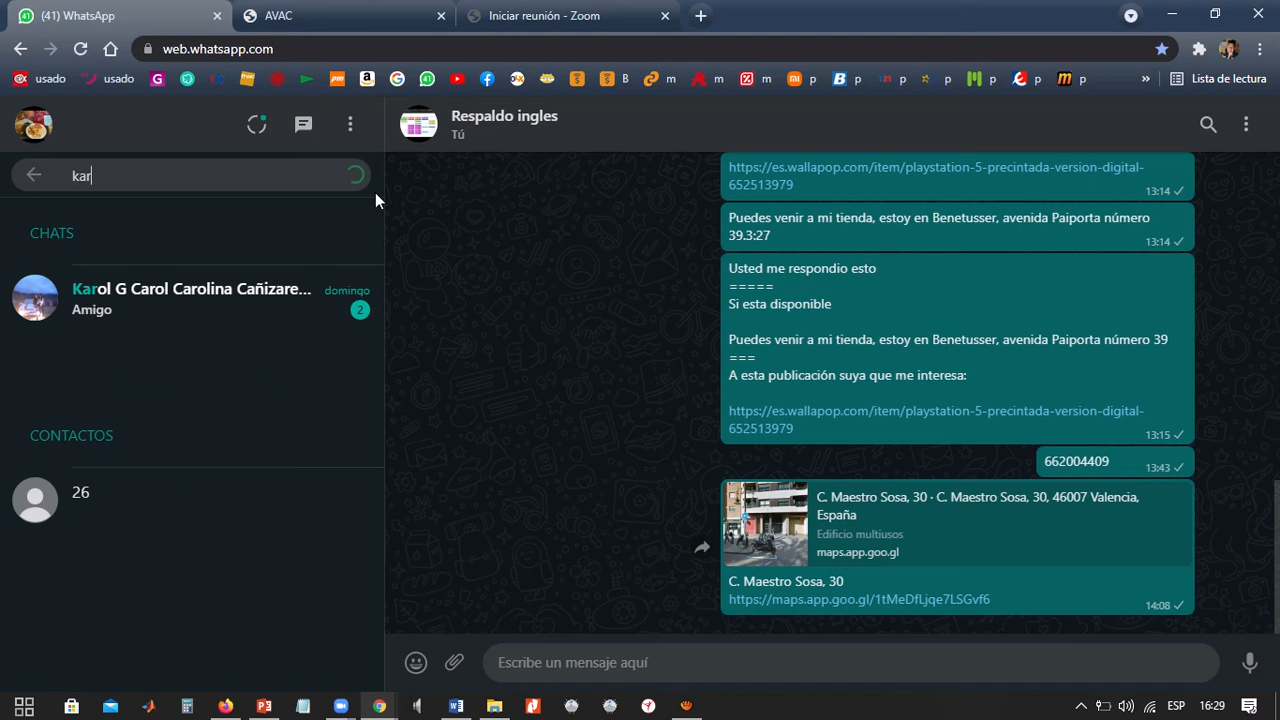 (41) WhatsApp
AVAC
Iniciar reunión - Zoom
web.whatsapp.com
usado
usado
B
m
m
m
p
p
p
p
p
p
p
Lista de lectura
Respaldo ingles
Tú
kar
CHATS
Karol G Carol Carolina Cañizare...
domingo
Amigo
2
CONTACTOS
26
https://es.wallapop.com/item/playstation-5-precintada-version-digital-
652513979
13:14
Puedes venir a mi tienda, estoy en Benetusser, avenida Paiporta número
39.3:27
13:14
Usted me respondio esto
=====
Si esta disponible
Puedes venir a mi tienda, estoy en Benetusser, avenida Paiporta número 39
===
A esta publicación suya que me interesa:
https://es.wallapop.com/item/playstation-5-precintada-version-digital-
652513979
13:15
662004409
13:43
C. Maestro Sosa, 30 · C. Maestro Sosa, 30, 46007 Valencia,
España
Edificio multiusos
maps.app.goo.gl
C. Maestro Sosa, 30
https://maps.app.goo.gl/1tMeDfLjqe7LSGvf6
14:08
Escribe un mensaje aquí
ESP
16:29